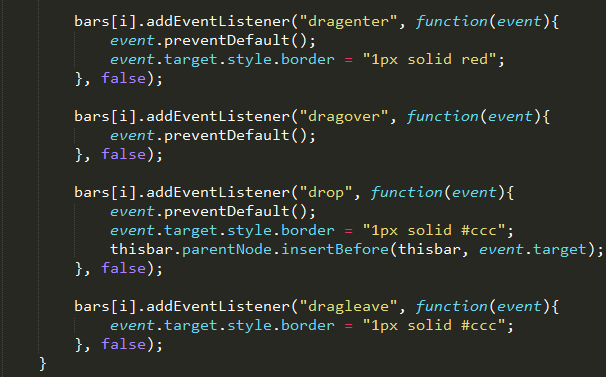 bars[i].addEventListener("dragenter", function(event){
event.preventDefault();
event.target.style.border = "1px solid red";
}, false);
bars[i].addEventListener("dragover", function(event){
event.preventDefault();
}, false);
bars[i].addEventListener("drop", function(event){
event.preventDefault();
event.target.style.border = "1px solid #ccc";
thisbar.parentNode.insertBefore(thisbar, event.target);
}, false);
bars[i].addEventListener("dragleave", function(event){
event.target.style.border = "1px solid #ccc";
}, false);
}